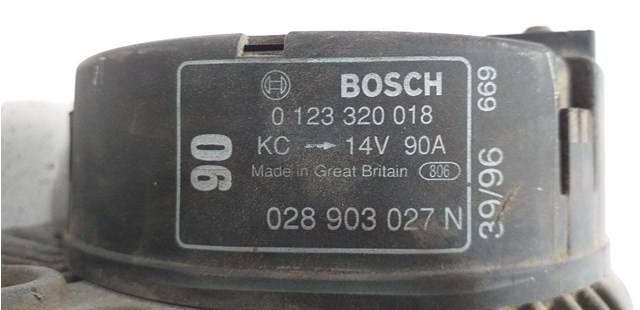 BOSCH
0 123 320 018
KC → 14V 90A
Made in Great Britain 806
028 903 027 N
90
39/96 669